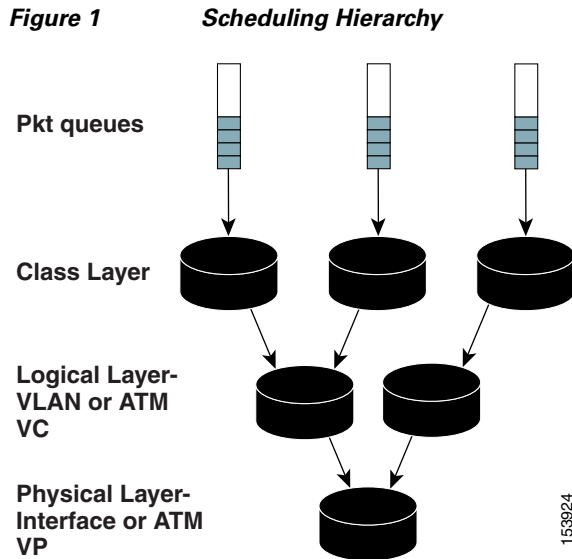 Figure 1 Scheduling Hierarchy
Pkt queues
Class Layer
Logical Layer-
VLAN or ATM
VC
Physical Layer-
Interface or ATM
VP
153924